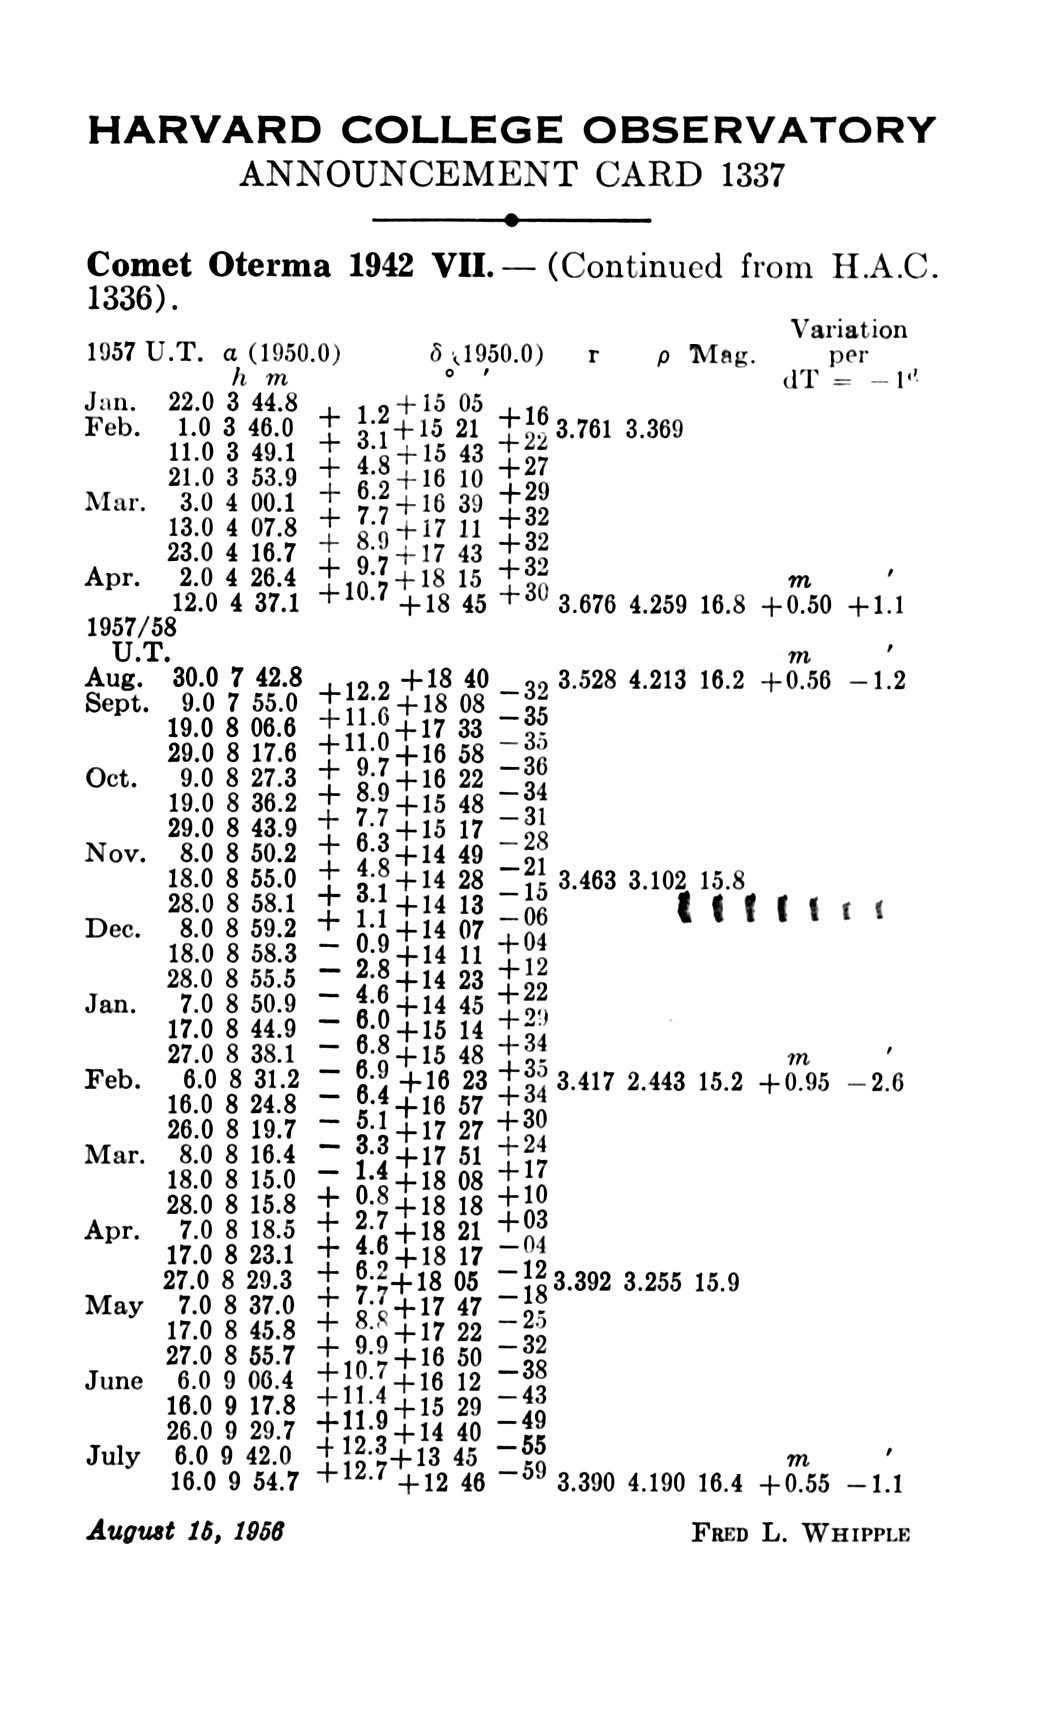 HARVARD COLLEGE OBSERVATORY
ANNOUNCEMENT CARD 1337
Comet Oterma 1942 VII. — (Continued from H.A.C.
1336).
Variation
1957 U.T. α (1950.0) δ (1950.0) r ρ Mag. per
h m ° ′ dT = −1d.
Jan. 22.0 3 44.8 +15 05
+ 1.2 +16
Feb. 1.0 3 46.0 +15 21 3.761 3.369
+ 3.1 +22
11.0 3 49.1 +15 43
+ 4.8 +27
21.0 3 53.9 +16 10
+ 6.2 +29
Mar. 3.0 4 00.1 +16 39
+ 7.7 +32
13.0 4 07.8 +17 11
+ 8.9 +32
23.0 4 16.7 +17 43
+ 9.7 +32
Apr. 2.0 4 26.4 +18 15 m ′
+10.7 +30
12.0 4 37.1 +18 45 3.676 4.259 16.8 +0.50 +1.1
1957/58
U.T. m ′
Aug. 30.0 7 42.8 +18 40 3.528 4.213 16.2 +0.56 −1.2
+12.2 −32
Sept. 9.0 7 55.0 +18 08
+11.6 −35
19.0 8 06.6 +17 33
+11.0 −35
29.0 8 17.6 +16 58
+ 9.7 −36
Oct. 9.0 8 27.3 +16 22
+ 8.9 −34
19.0 8 36.2 +15 48
+ 7.7 −31
29.0 8 43.9 +15 17
+ 6.3 −28
Nov. 8.0 8 50.2 +14 49
+ 4.8 −21
18.0 8 55.0 +14 28 3.463 3.102 15.8
+ 3.1 −15
28.0 8 58.1 +14 13
+ 1.1 −06
Dec. 8.0 8 59.2 +14 07
− 0.9 +04
18.0 8 58.3 +14 11
− 2.8 +12
28.0 8 55.5 +14 23
− 4.6 +22
Jan. 7.0 8 50.9 +14 45
− 6.0 +29
17.0 8 44.9 +15 14
− 6.8 +34
27.0 8 38.1 +15 48 m ′
− 6.9 +35
Feb. 6.0 8 31.2 +16 23 3.417 2.443 15.2 +0.95 −2.6
− 6.4 +34
16.0 8 24.8 +16 57
− 5.1 +30
26.0 8 19.7 +17 27
− 3.3 +24
Mar. 8.0 8 16.4 +17 51
− 1.4 +17
18.0 8 15.0 +18 08
+ 0.8 +10
28.0 8 15.8 +18 18
+ 2.7 +03
Apr. 7.0 8 18.5 +18 21
+ 4.6 −04
17.0 8 23.1 +18 17
+ 6.2 −12
27.0 8 29.3 +18 05 3.392 3.255 15.9
+ 7.7 −18
May 7.0 8 37.0 +17 47
+ 8.8 −25
17.0 8 45.8 +17 22
+ 9.9 −32
27.0 8 55.7 +16 50
+10.7 −38
June 6.0 9 06.4 +16 12
+11.4 −43
16.0 9 17.8 +15 29
+11.9 −49
26.0 9 29.7 +14 40
+12.3 −55
July 6.0 9 42.0 +13 45 m ′
+12.7 −59
16.0 9 54.7 +12 46 3.390 4.190 16.4 +0.55 −1.1
August 15, 1956 FRED L. WHIPPLE